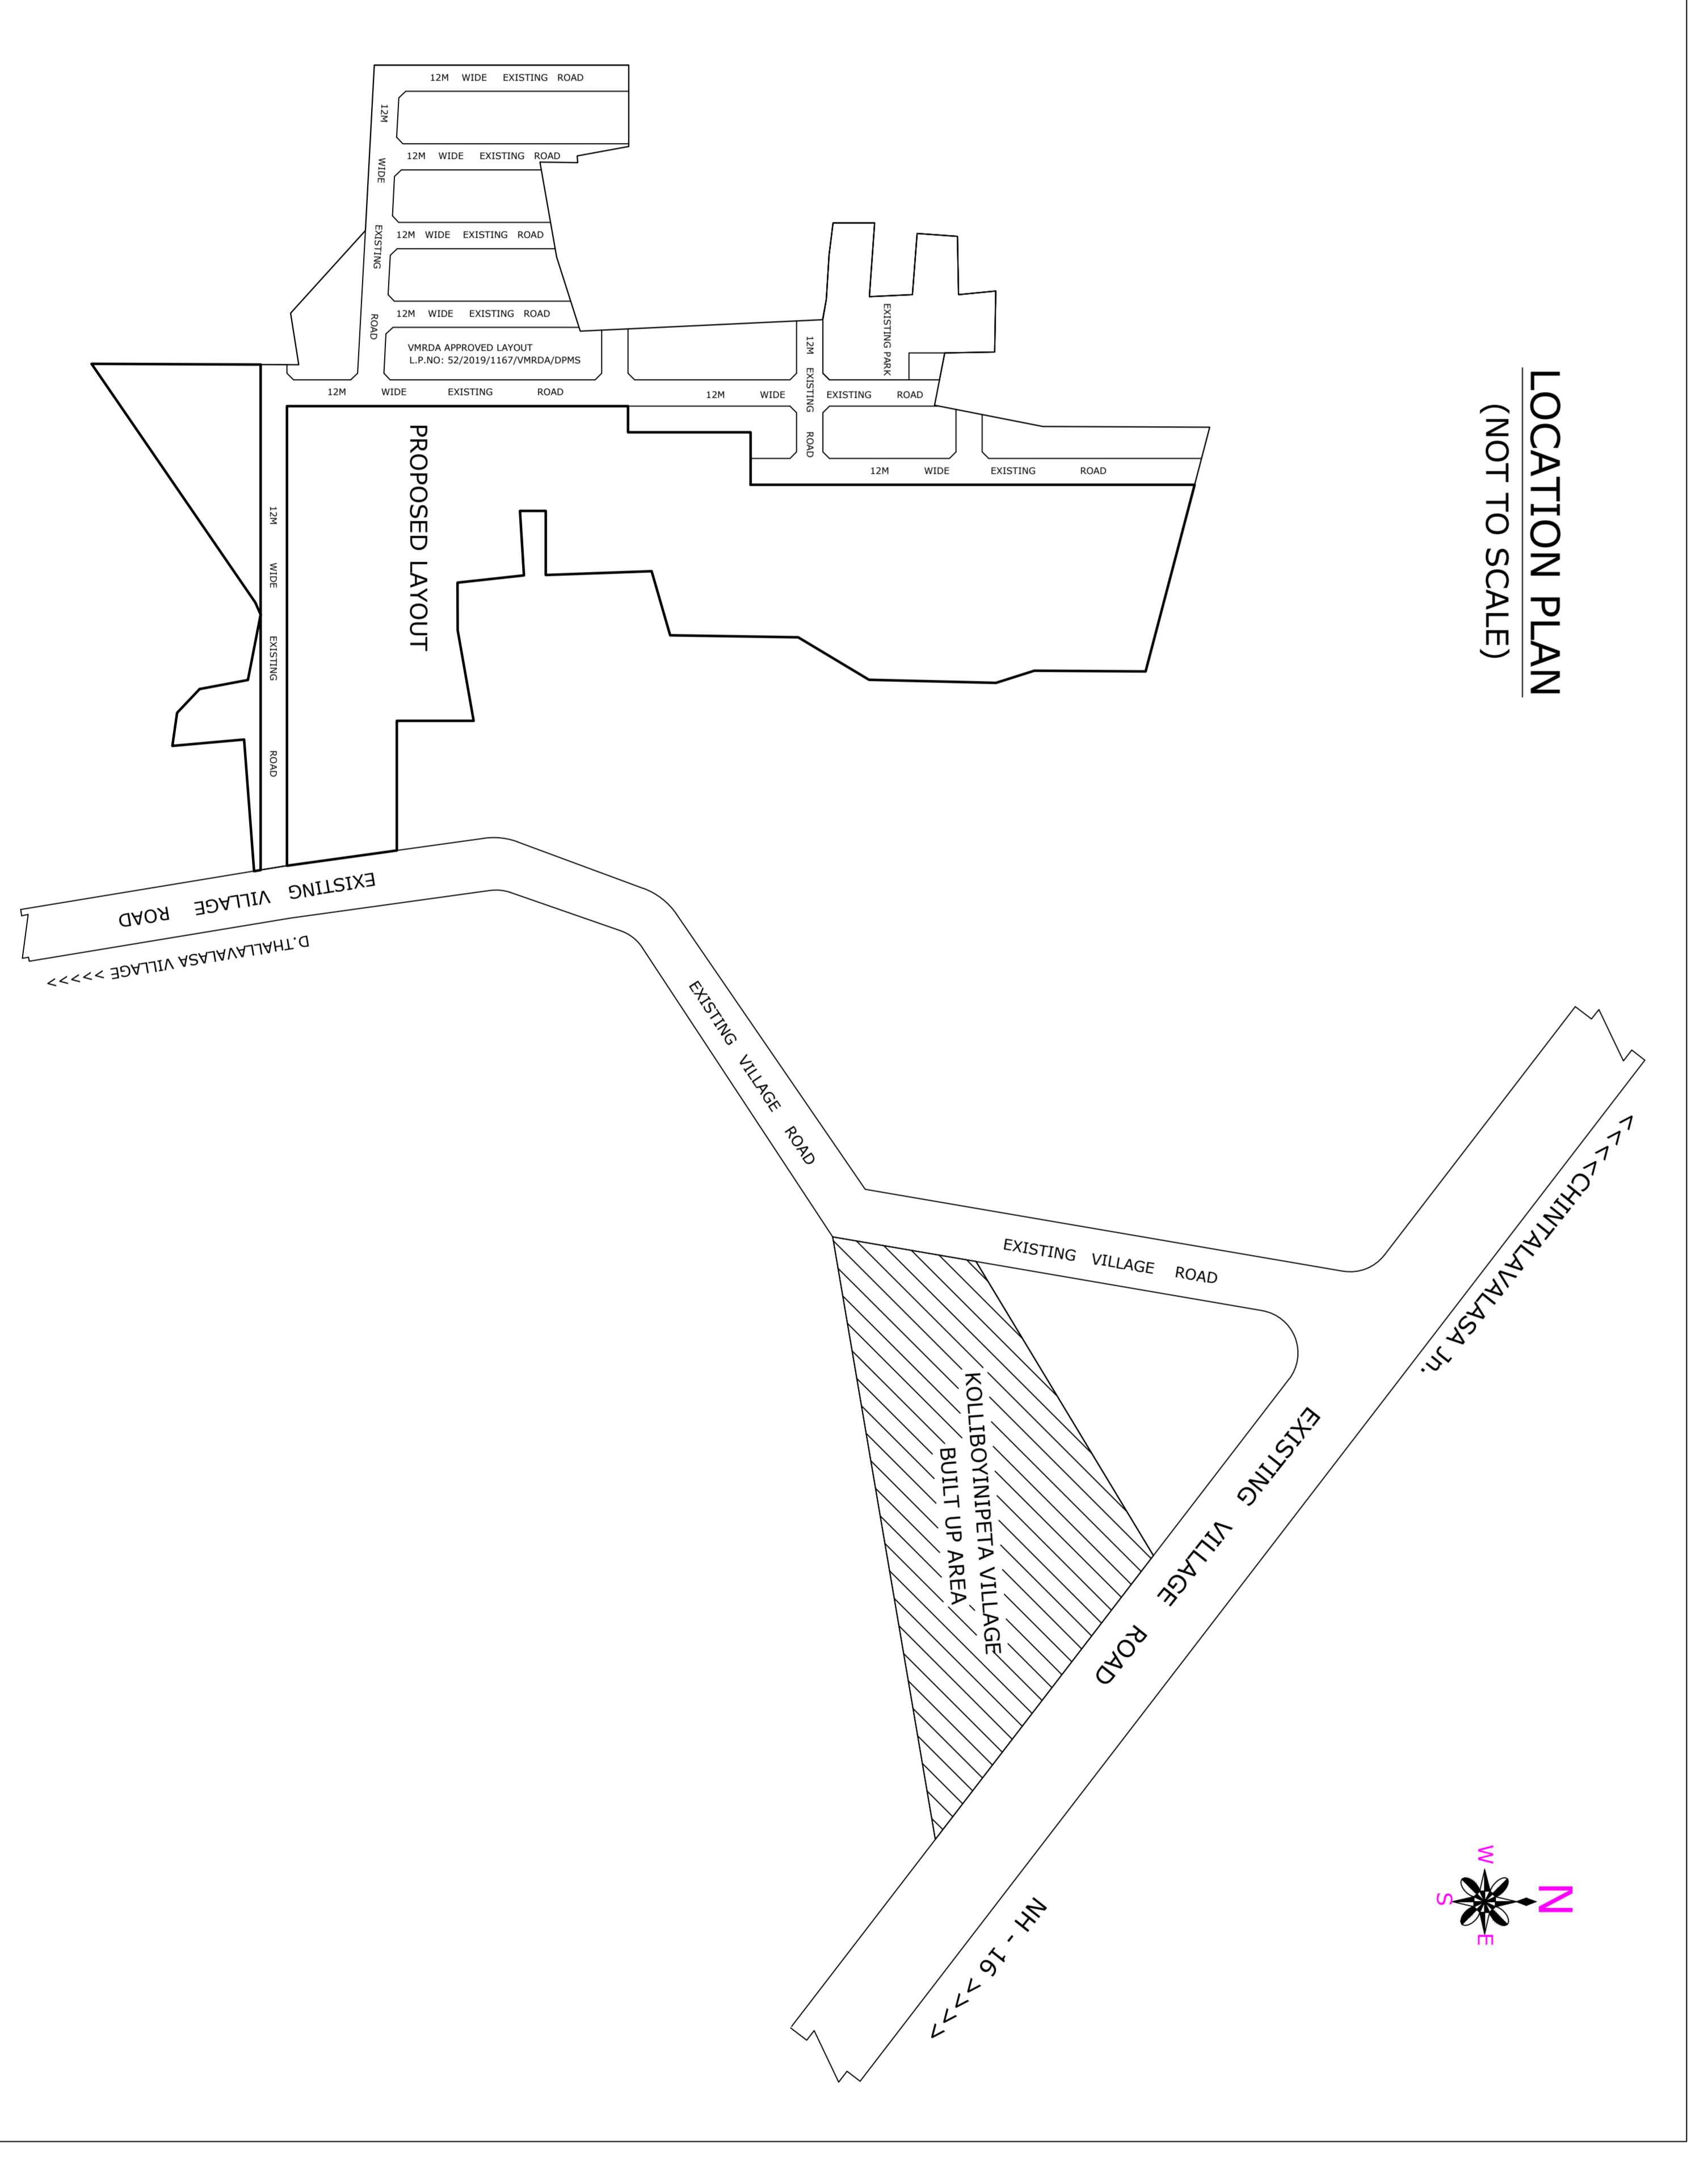 LOCATION PLAN
(NOT TO SCALE)
12M WIDE EXISTING ROAD
12M WIDE EXISTING ROAD
12M WIDE EXISTING ROAD
12M WIDE EXISTING ROAD
12M WIDE EXISTING ROAD
VMRDA APPROVED LAYOUT
L.P.NO: 52/2019/1167/VMRDA/DPMS
12M WIDE EXISTING ROAD
12M WIDE EXISTING ROAD
12M EXISTING ROAD
EXISTING PARK
12M WIDE EXISTING ROAD
PROPOSED LAYOUT
12M WIDE EXISTING ROAD
EXISTING VILLAGE ROAD
D.THALLAVALASA VILLAGE >>>>>
EXISTING VILLAGE ROAD
EXISTING VILLAGE ROAD
<<<<<CHINTALAVALASA Jn.
KOLLIBOYINIPETA VILLAGE
BUILT UP AREA
EXISTING VILLAGE ROAD
NH - 16 >>>>
N
W
S
E